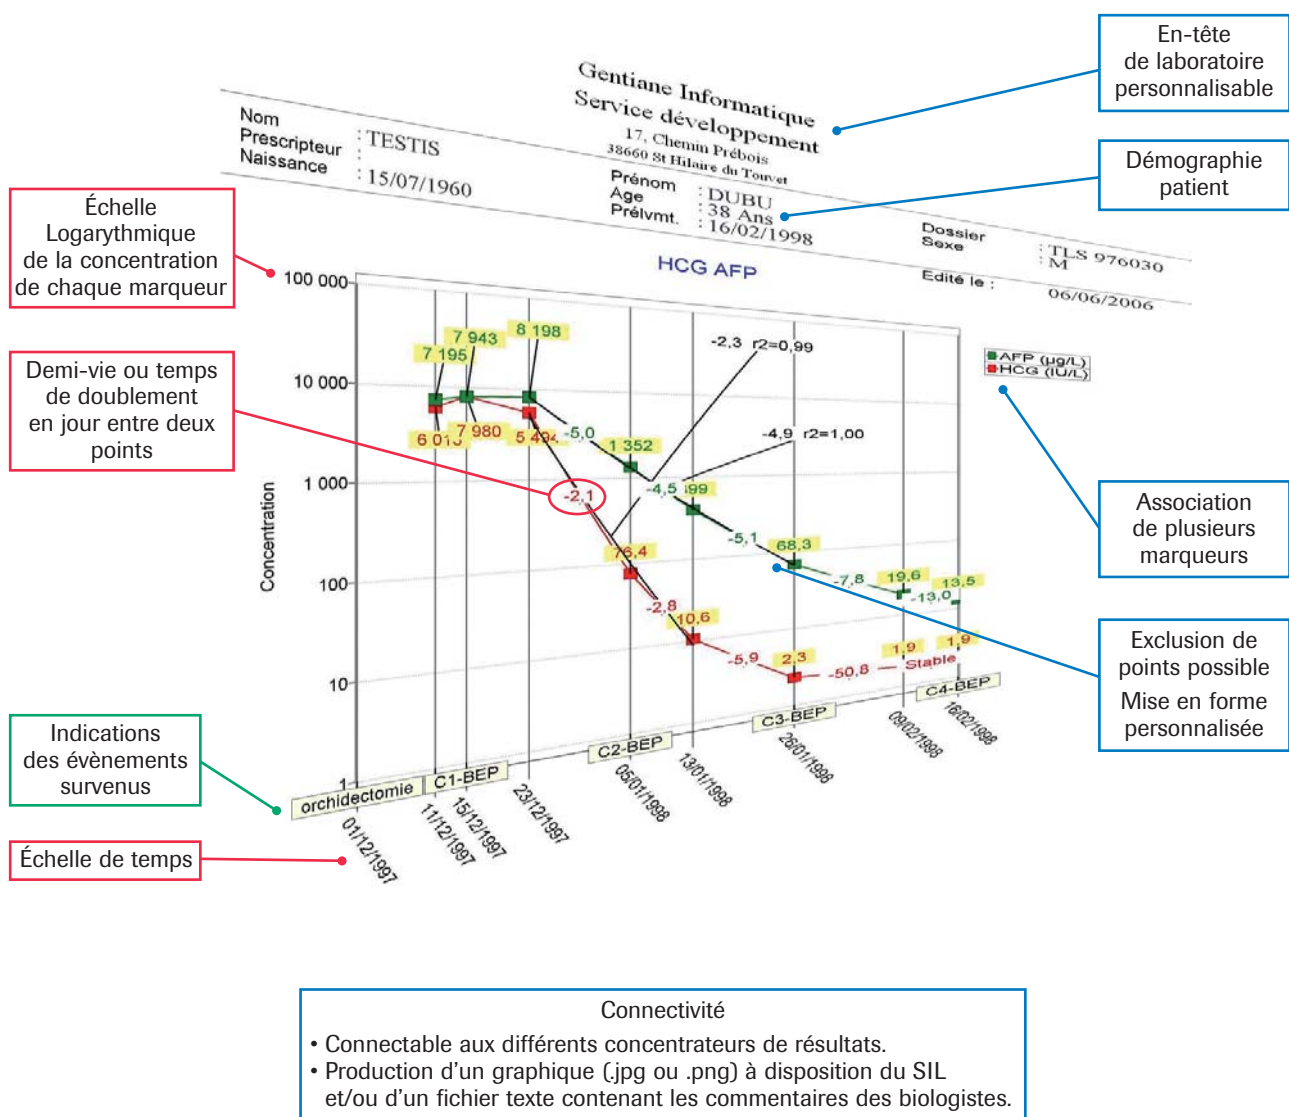 En-tête
de laboratoire
personnalisable
Gentiane Informatique
Service développement
17, Chemin Prébois
38660 St Hilaire du Touvet
Démographie
patient
Nom
: TESTIS
Prescripteur :
Naissance : 15/07/1960
Prénom : DUBU
Age : 38 Ans
Prélvmt. : 16/02/1998
Dossier : TLS 976030
Sexe : M
Edité le : 06/06/2006
Échelle
Logarythmique
de la concentration
de chaque marqueur
HCG AFP
100 000
10 000
1 000
100
10
1
Concentration
7 195
7 943
8 198
-2,3 r2=0,99
AFP (µg/L)
HCG (IU/L)
Demi-vie ou temps
de doublement
en jour entre deux
points
7 980
-5,0
1 352
-4,9 r2=1,00
-2,1
-4,5
-5,1
68,3
-7,8
19,6
-13,0
13,5
76,4
-2,8
10,6
-5,9
2,3
-50,8
1,9
Stable
1,9
Association
de plusieurs
marqueurs
Exclusion de
points possible
Mise en forme
personnalisée
Indications
des évènements
survenus
orchidectomie
C1-BEP
C2-BEP
C3-BEP
C4-BEP
01/12/1997
11/12/1997
15/12/1997
23/12/1997
05/01/1998
13/01/1998
26/01/1998
09/02/1998
16/02/1998
Échelle de temps
Connectivité
• Connectable aux différents concentrateurs de résultats.
• Production d'un graphique (.jpg ou .png) à disposition du SIL
et/ou d'un fichier texte contenant les commentaires des biologistes.